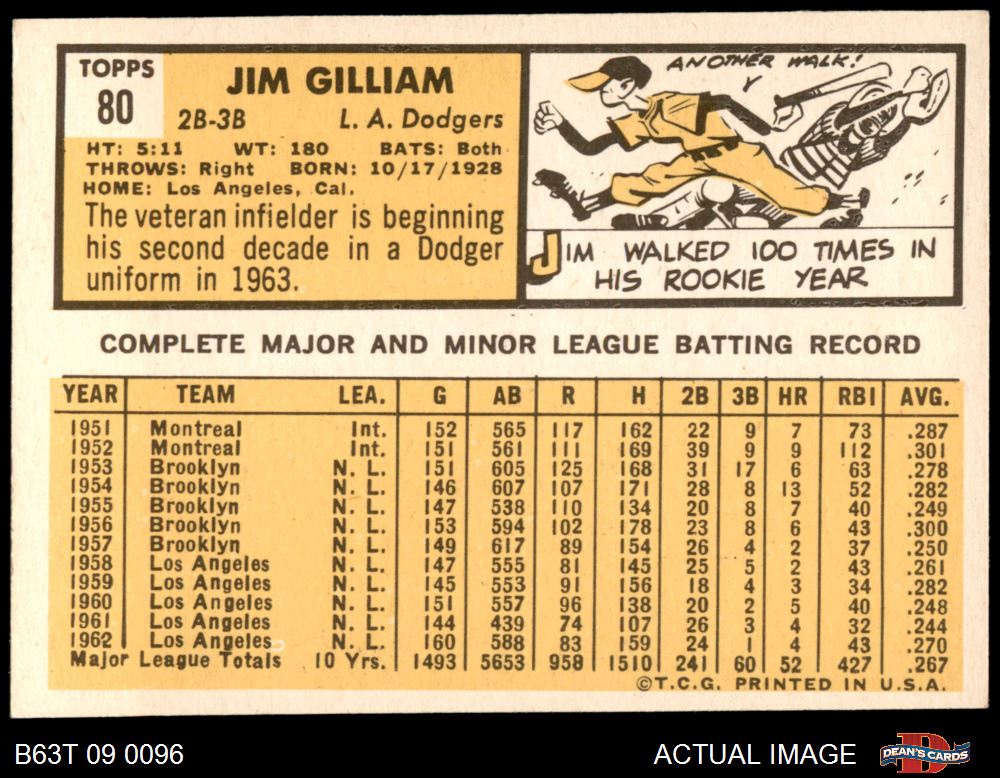 TOPPS
80
JIM GILLIAM
2B-3B L. A. Dodgers
HT: 5:11 WT: 180 BATS: Both
THROWS: Right BORN: 10/17/1928
HOME: Los Angeles, Cal.
The veteran infielder is beginning
his second decade in a Dodger
uniform in 1963.
ANOTHER WALK!
JIM WALKED 100 TIMES IN
HIS ROOKIE YEAR
COMPLETE MAJOR AND MINOR LEAGUE BATTING RECORD
YEAR TEAM LEA. G AB R H 2B 3B HR RBI AVG.
1951 Montreal Int. 152 565 117 162 22 9 7 73 .287
1952 Montreal Int. 151 561 111 169 39 9 9 112 .301
1953 Brooklyn N. L. 151 605 125 168 31 17 6 63 .278
1954 Brooklyn N. L. 146 607 107 171 28 8 13 52 .282
1955 Brooklyn N. L. 147 538 110 134 20 8 7 40 .249
1956 Brooklyn N. L. 153 594 102 178 23 8 6 43 .300
1957 Brooklyn N. L. 149 617 89 154 26 4 2 37 .250
1958 Los Angeles N. L. 147 555 81 145 25 5 2 43 .261
1959 Los Angeles N. L. 145 553 91 156 18 4 3 34 .282
1960 Los Angeles N. L. 151 557 96 138 20 2 5 40 .248
1961 Los Angeles N. L. 144 439 74 107 26 3 4 32 .244
1962 Los Angeles N. L. 160 588 83 159 24 1 4 43 .270
Major League Totals 10 Yrs. 1493 5653 958 1510 241 60 52 427 .267
©T.C.G. PRINTED IN U.S.A.
B63T 09 0096 ACTUAL IMAGE DEAN'S CARDS